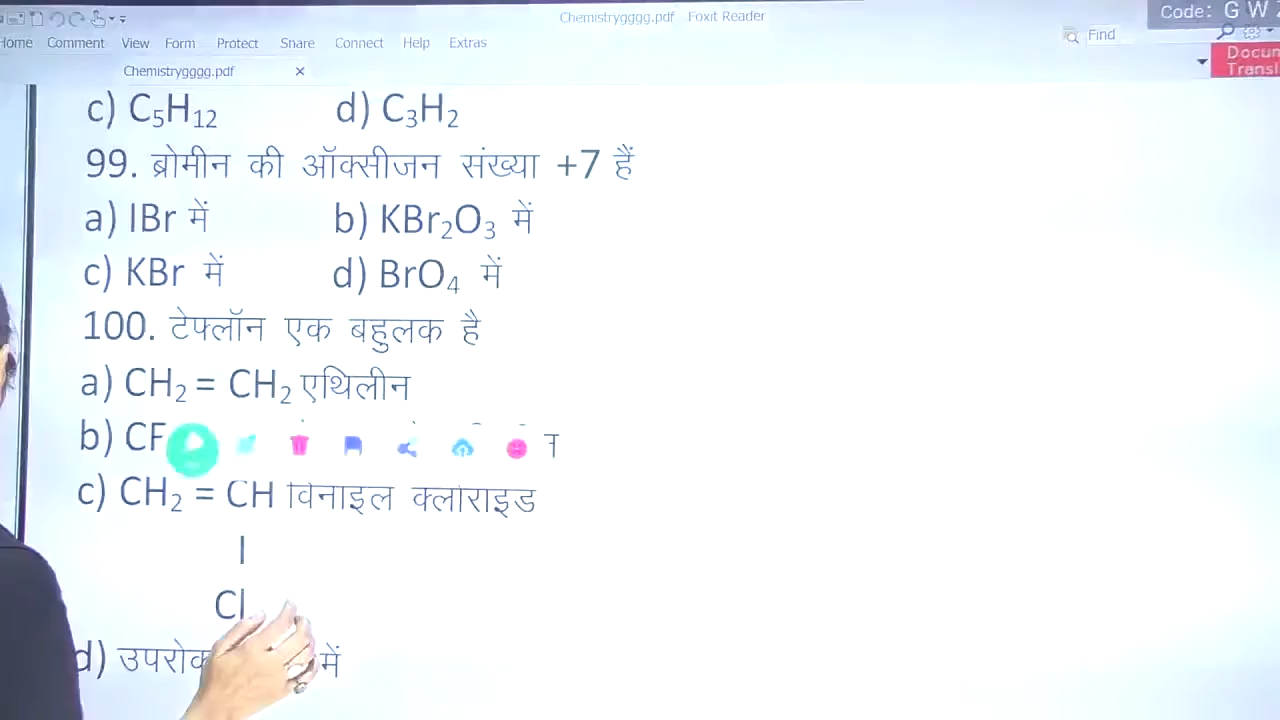 Chemistrygggg.pdf - Foxit Reader
Code: G W
Home Comment View Form Protect Share Connect Help Extras
Find
Chemistrygggg.pdf ×
c) C₅H₁₂ d) C₃H₂
99. ब्रोमीन की ऑक्सीजन संख्या +7 हैं
a) IBr में b) KBr₂O₃ में
c) KBr में d) BrO₄ में
100. टेफ्लॉन एक बहुलक है
a) CH₂ = CH₂ एथिलीन
b) CF
c) CH₂ = CH विनाइल क्लोराइड
|
Cl
d) में